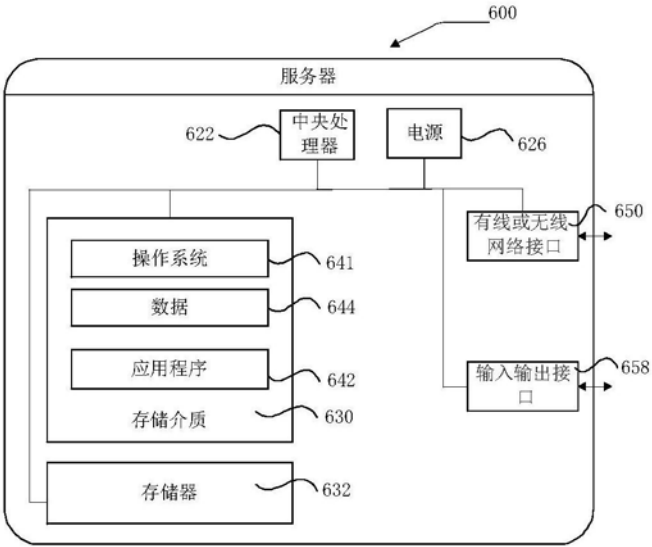 600
服务器
622
中央处
理器
电源
626
有线或无线
网络接口
650
操作系统
641
数据
644
应用程序
642
存储介质
630
输入输出接
口
658
存储器
632